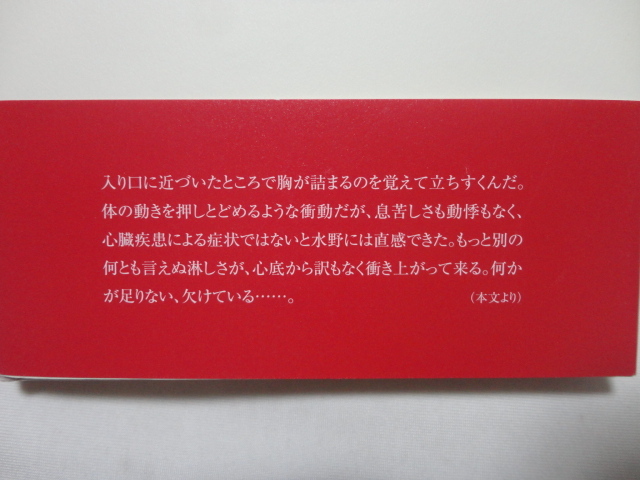 入り口に近づいたところで胸が詰まるのを覚えて立ちすくんだ。
体の動きを押しとどめるような衝動だが、息苦しさも動悸もなく、
心臓疾患による症状ではないと水野には直感できた。もっと別の
何とも言えぬ淋しさが、心底から訳もなく衝き上がって来る。何か
が足りない、欠けている……。 （本文より）